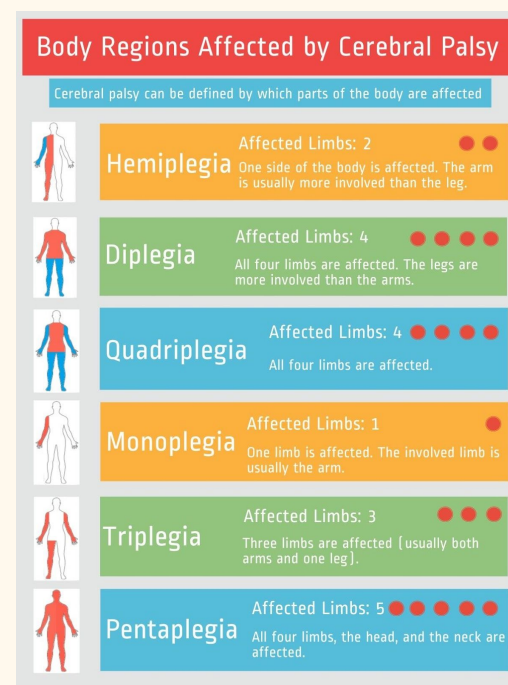 Body Regions Affected by Cerebral Palsy
Cerebral palsy can be defined by which parts of the body are affected
Hemiplegia
Affected Limbs: 2
One side of the body is affected. The arm
is usually more involved than the leg.
Diplegia
Affected Limbs: 4
All four limbs are affected. The legs are
more involved than the arms.
Quadriplegia
Affected Limbs: 4
All four limbs are affected.
Monoplegia
Affected Limbs: 1
One limb is affected. The involved limb is
usually the arm.
Triplegia
Affected Limbs: 3
Three limbs are affected [usually both
arms and one leg].
Pentaplegia
Affected Limbs: 5
All four limbs, the head, and the neck are
affected.